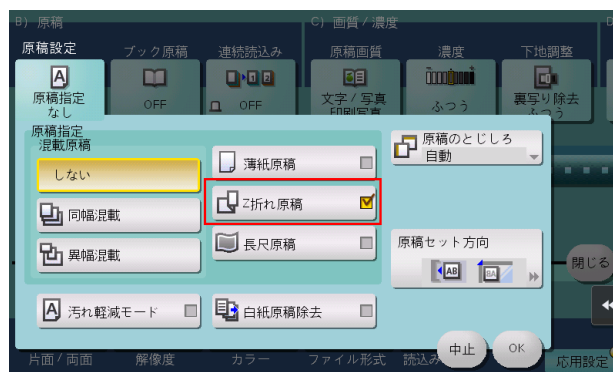 B）原稿
C）画質/濃度
原稿設定
ブック原稿
連続読込み
原稿画質
濃度
下地調整
原稿指定
なし
OFF
OFF
文字/写真
印刷写真
ふつう
裏写り除去
ふつう
原稿指定
混載原稿
しない
同幅混載
異幅混載
薄紙原稿
Z折れ原稿
長尺原稿
原稿のとじしろ
自動
原稿セット方向
閉じる
汚れ軽減モード
白紙原稿除去
中止
OK
片面/両面
解像度
カラー
ファイル形式
読込み
応用設定